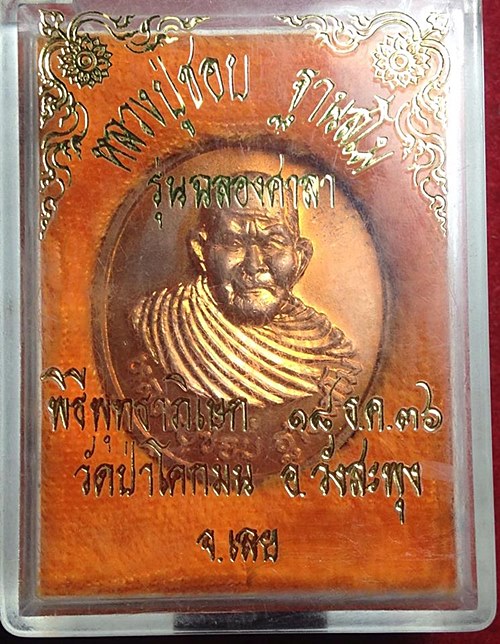 หลวงปู่ชอบ ฐานสโม
รุ่นฉลองศาลา
พิธีพุทธาภิเษก ๑๘ ธ.ค.๓๖
วัดป่าโคกมน อ.วังสะพุง
จ.เลย